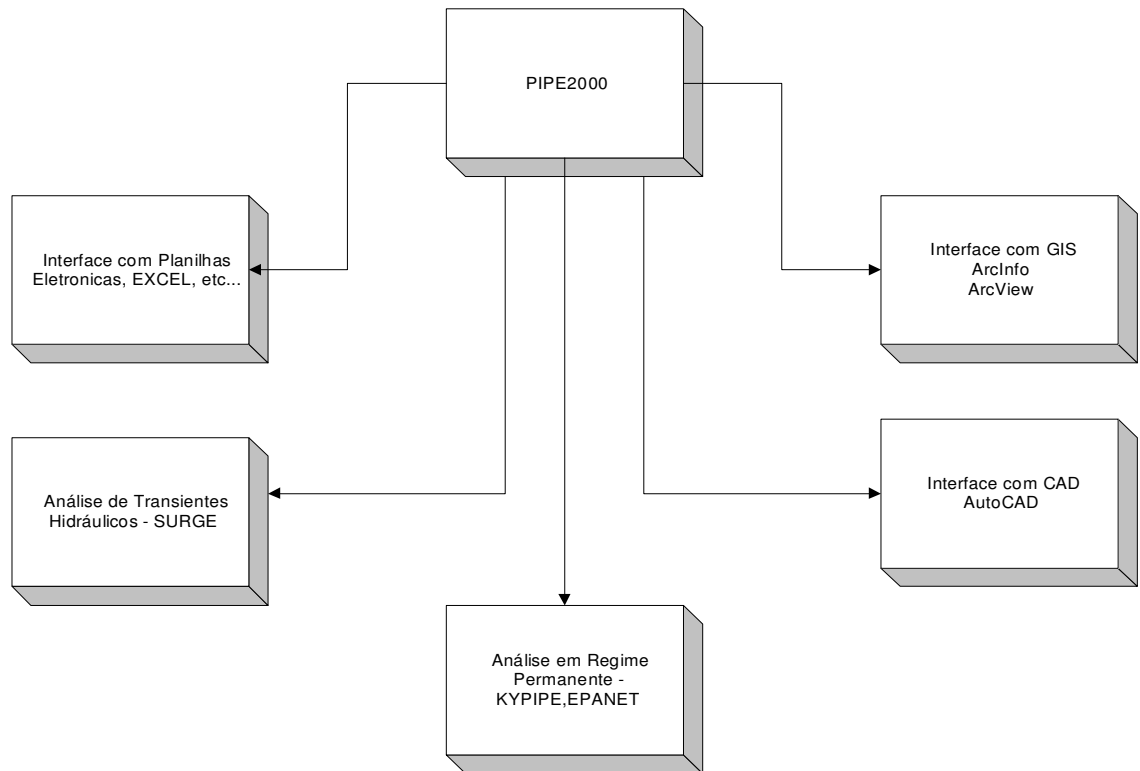 PIPE2000
Interface com Planilhas
Eletronicas, EXCEL, etc...
Interface com GIS
ArcInfo
ArcView
Análise de Transientes
Hidráulicos - SURGE
Interface com CAD
AutoCAD
Análise em Regime
Permanente -
KYPIPE,EPANET